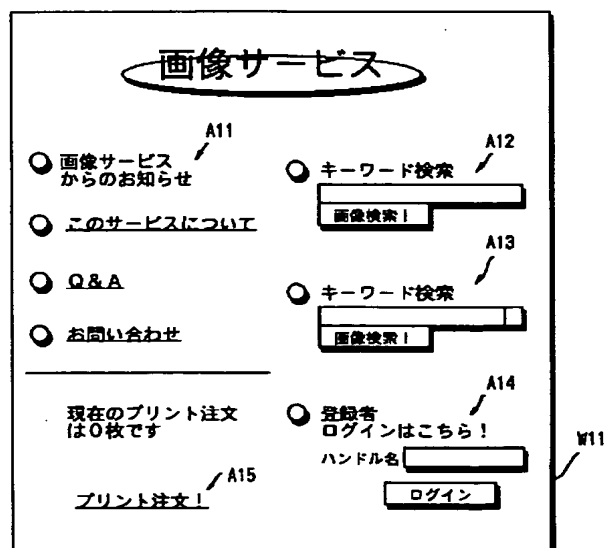 画像サービス
A11
画像サービス
からのお知らせ
このサービスについて
Q&A
お問い合わせ
現在のプリント注文
は0枚です
A15
プリント注文!
A12
キーワード検索
画像検索!
A13
キーワード検索
画像検索!
A14
登録者
ログインはこちら!
ハンドル名
ログイン
W11